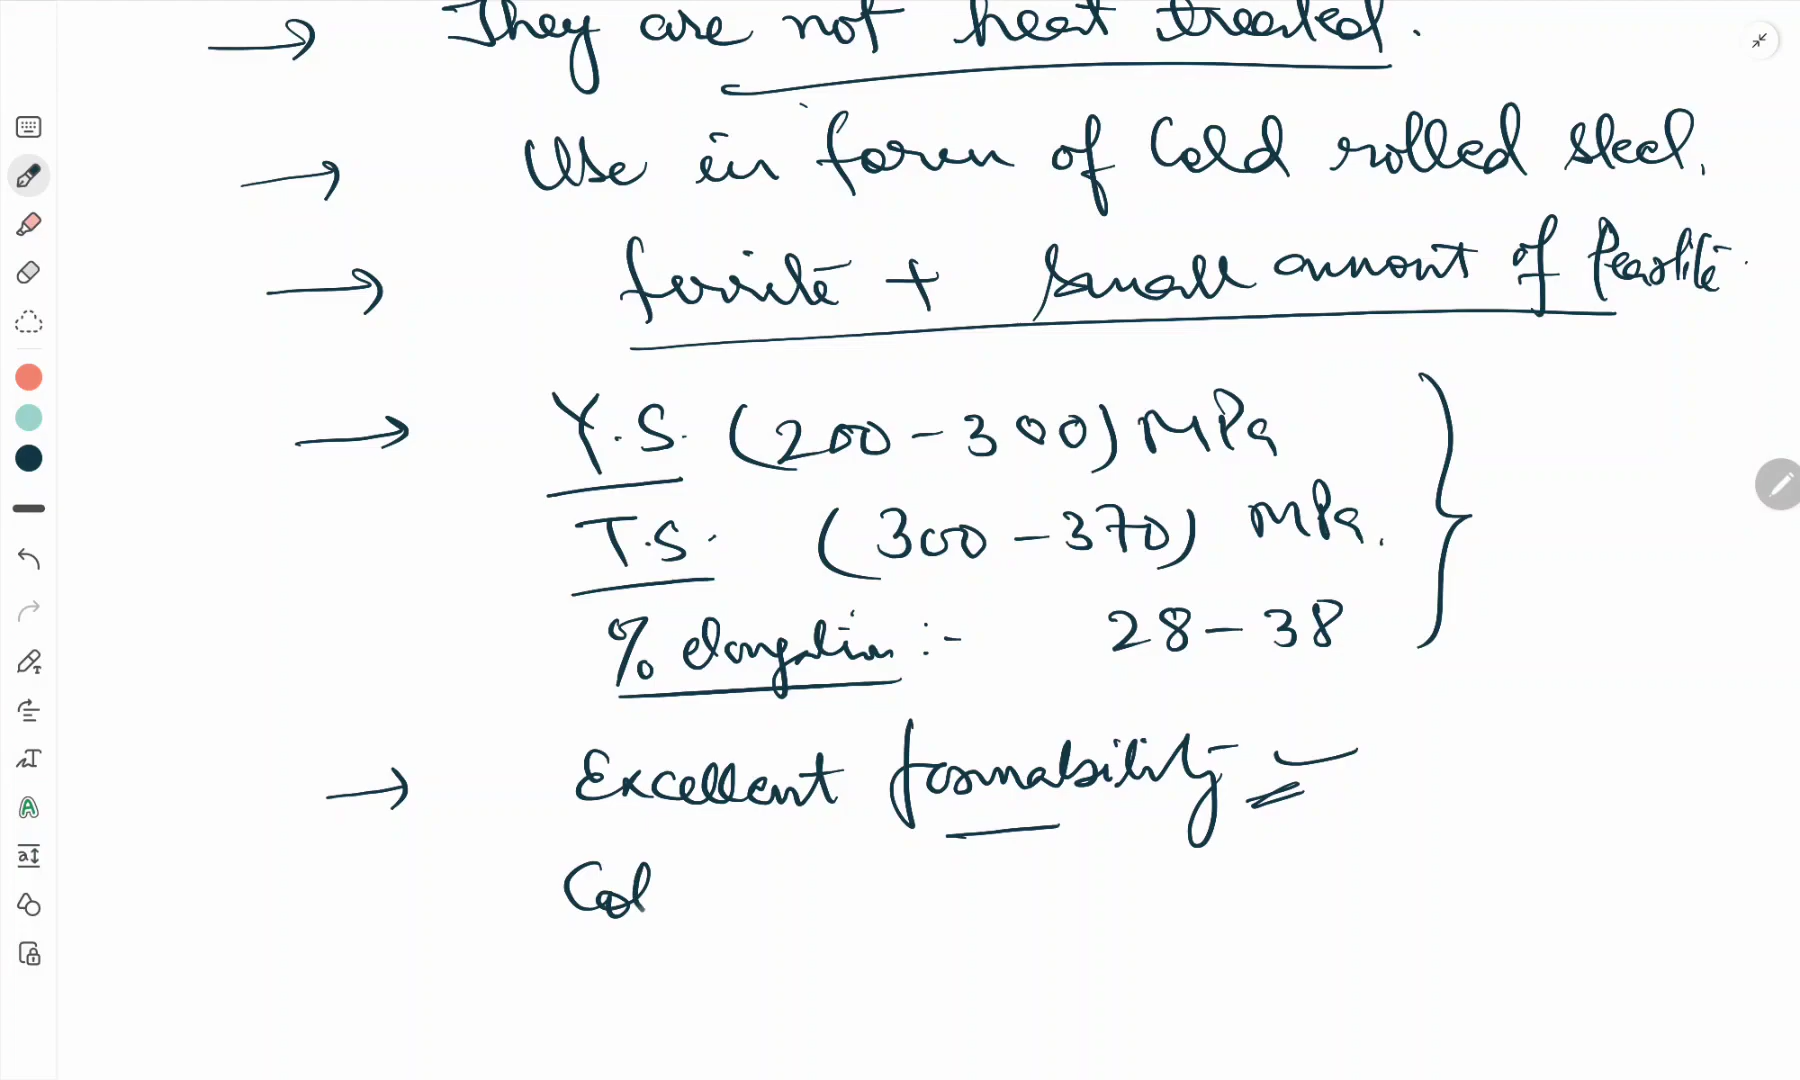 → They are not heat treated.
→ Use in form of Cold rolled steel.
→ ferrite + small amount of Pearlite.
→ Y.S. (200-300) MPa
T.S. (300-370) MPa.
% elongation :- 28-38
→ Excellent formability
Col